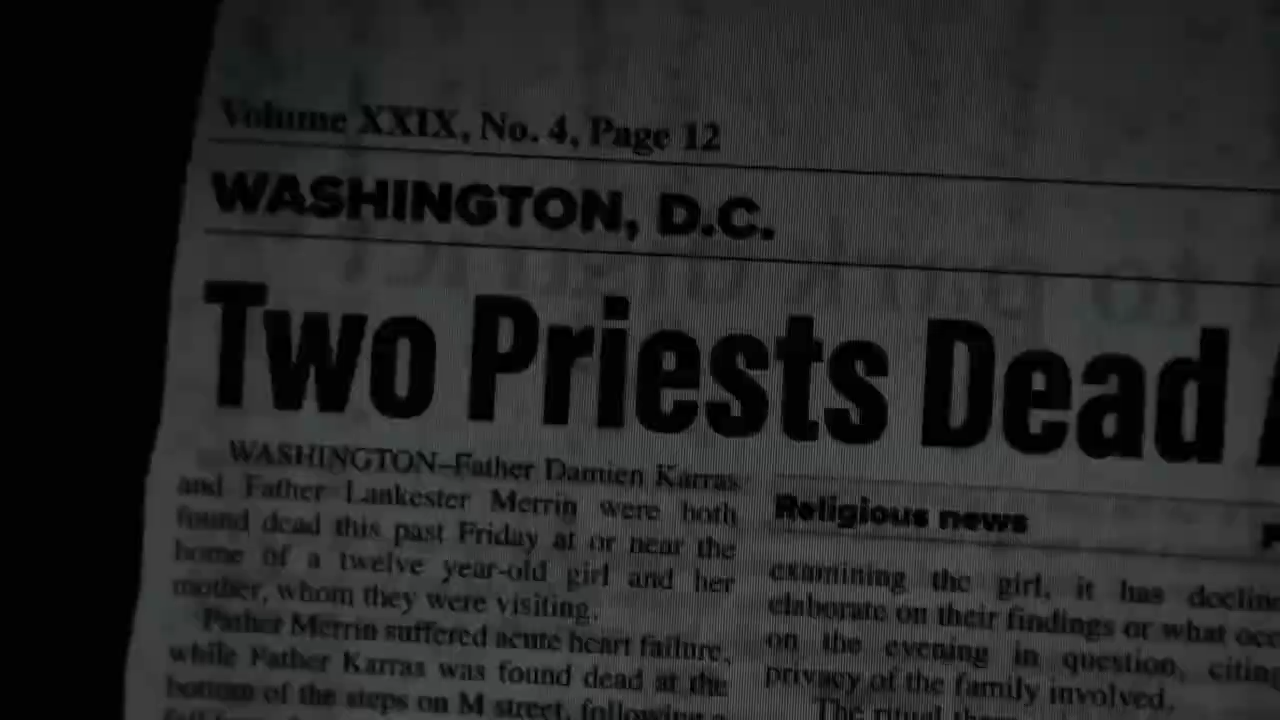 Volume XXIX, No. 4, Page 12
WASHINGTON, D.C.
Two Priests Dead
WASHINGTON–Father Damien Karras
and Father Lankester Merrin were both
found dead this past Friday at or near the
home of a twelve year-old girl and her
mother, whom they were visiting.
Father Merrin suffered acute heart failure,
while Father Karras was found dead at the
bottom of the steps on M street, following a
Religious news
examining the girl, it has
elaborate on their findings or what
on the evening in question,
privacy of the family involved.
The ritual